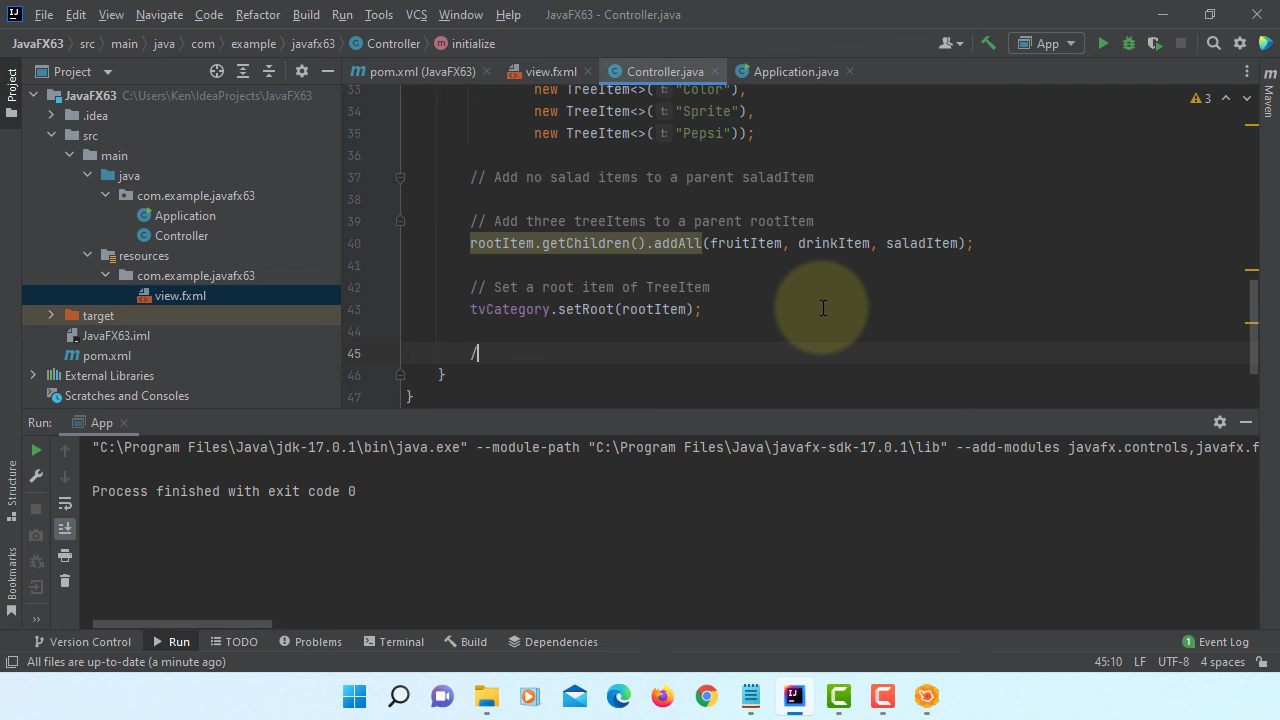 File Edit View Navigate Code Refactor Build Run Tools VCS Window Help JavaFX63 - Controller.java
JavaFX63 src main java com example javafx63 Controller initialize App
Project pom.xml (JavaFX63) view.fxml Controller.java Application.java
Project
Maven
JavaFX63 C:\Users\Ken\IdeaProjects\JavaFX63
.idea
src
main
java
com.example.javafx63
Application
Controller
resources
com.example.javafx63
view.fxml
target
JavaFX63.iml
pom.xml
External Libraries
Scratches and Consoles
3
33 new TreeItem<>( t: "Color"),
34 new TreeItem<>( t: "Sprite"),
35 new TreeItem<>( t: "Pepsi"));
36
37 // Add no salad items to a parent saladItem
38
39 // Add three treeItems to a parent rootItem
40 rootItem.getChildren().addAll(fruitItem, drinkItem, saladItem);
41
42 // Set a root item of TreeItem
43 tvCategory.setRoot(rootItem);
44
45 /
46 }
47 }
Run: App
"C:\Program Files\Java\jdk-17.0.1\bin\java.exe" --module-path "C:\Program Files\Java\javafx-sdk-17.0.1\lib" --add-modules javafx.controls,javafx.f
Process finished with exit code 0
Structure
Bookmarks
Version Control Run TODO Problems Terminal Build Dependencies 1 Event Log
All files are up-to-date (a minute ago) 45:10 LF UTF-8 4 spaces